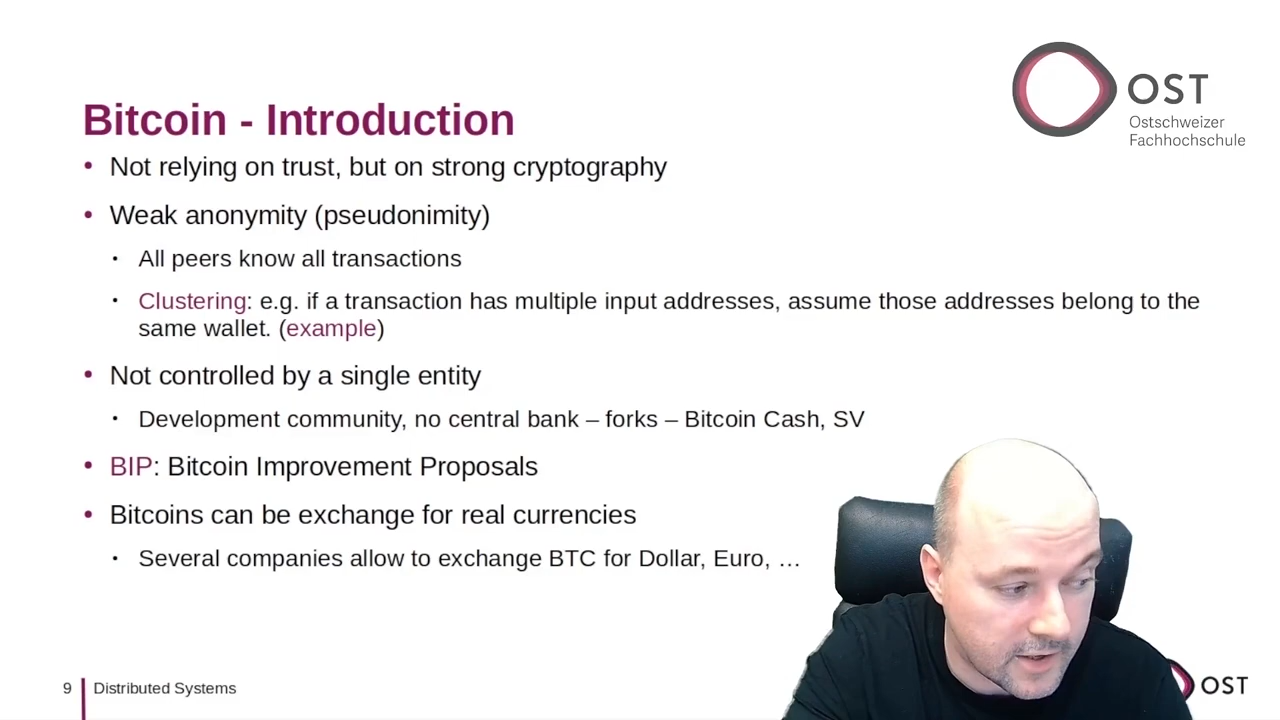 OST
Ostschweizer
Fachhochschule
Bitcoin - Introduction
• Not relying on trust, but on strong cryptography
• Weak anonymity (pseudonimity)
• All peers know all transactions
• Clustering: e.g. if a transaction has multiple input addresses, assume those addresses belong to the
same wallet. (example)
• Not controlled by a single entity
• Development community, no central bank – forks – Bitcoin Cash, SV
• BIP: Bitcoin Improvement Proposals
• Bitcoins can be exchange for real currencies
• Several companies allow to exchange BTC for Dollar, Euro, …
9 Distributed Systems
OST